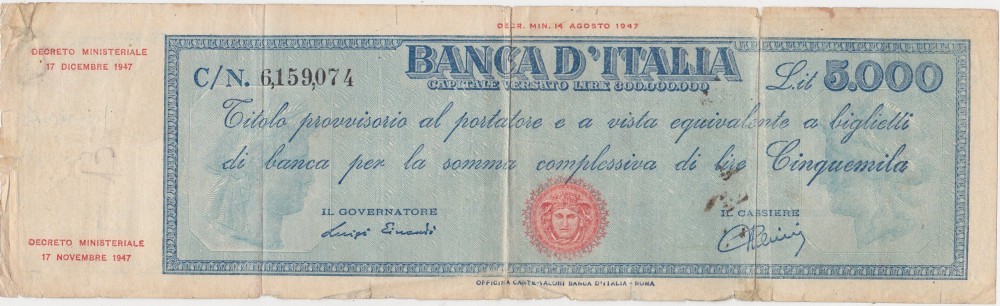 DECR. MIN. 14 AGOSTO 1947
DECRETO MINISTERIALE
17 DICEMBRE 1947
BANCA D'ITALIA
CAPITALE VERSATO LIRE 300.000.000
C/N. 6,159,074
L.it 5.000
Titolo provvisorio al portatore e a vista equivalente a biglietti
di banca per la somma complessiva di lire Cinquemila
IL GOVERNATORE
Luigi Einaudi
IL CASSIERE
DECRETO MINISTERIALE
17 NOVEMBRE 1947
OFFICINA CARTE-VALORI BANCA D'ITALIA - ROMA